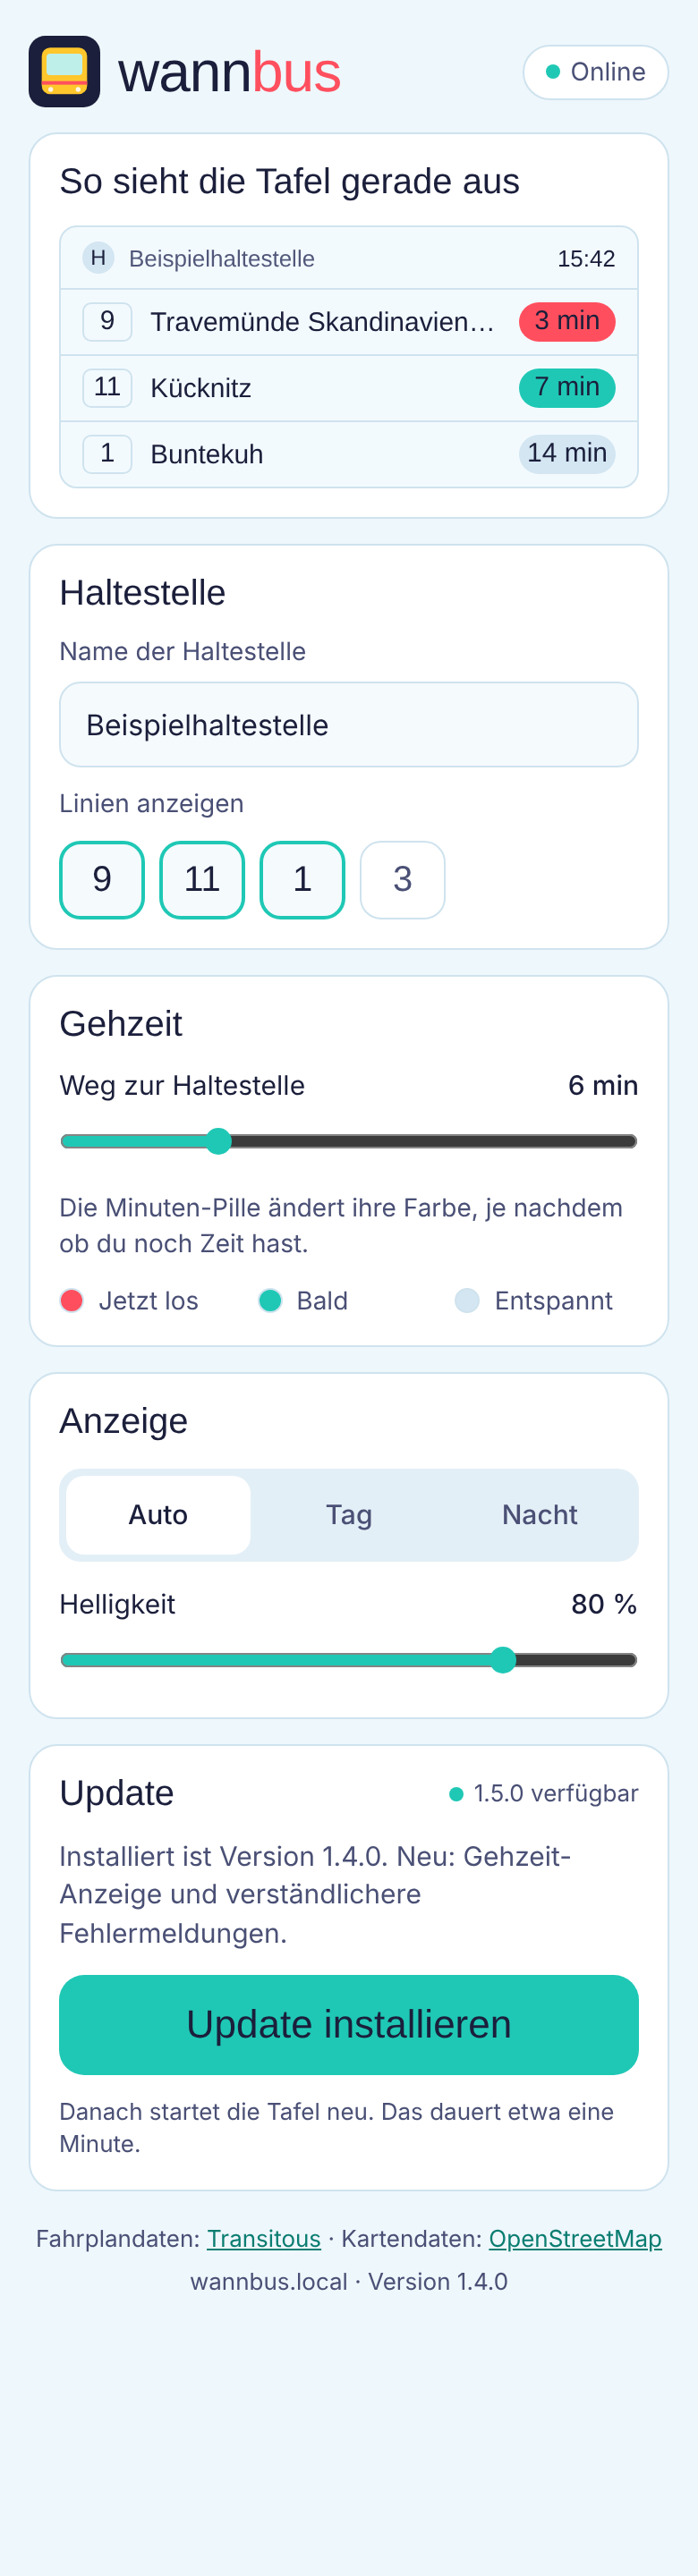 wannbus
Online
So sieht die Tafel gerade aus
H Beispielhaltestelle 15:42
9 Travemünde Skandinavien… 3 min
11 Kücknitz 7 min
1 Buntekuh 14 min
Haltestelle
Name der Haltestelle
Beispielhaltestelle
Linien anzeigen
9 11 1 3
Gehzeit
Weg zur Haltestelle 6 min
Die Minuten-Pille ändert ihre Farbe, je nachdem
ob du noch Zeit hast.
Jetzt los Bald Entspannt
Anzeige
Auto Tag Nacht
Helligkeit 80 %
Update 1.5.0 verfügbar
Installiert ist Version 1.4.0. Neu: Gehzeit-
Anzeige und verständlichere
Fehlermeldungen.
Update installieren
Danach startet die Tafel neu. Das dauert etwa eine
Minute.
Fahrplandaten: Transitous · Kartendaten: OpenStreetMap
wannbus.local · Version 1.4.0